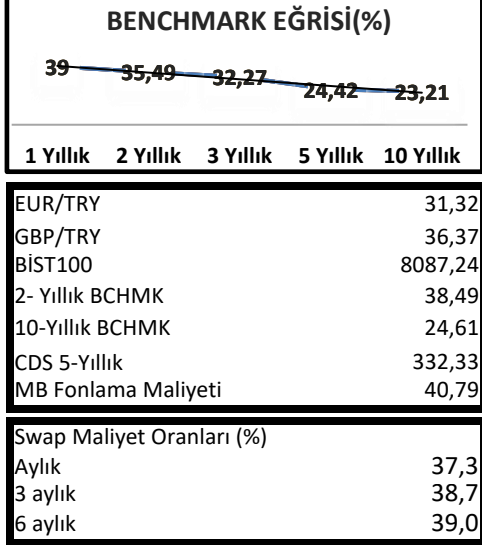 BENCHMARK EĞRİSİ(%)
39 35,49 32,27 24,42 23,21
1 Yıllık 2 Yıllık 3 Yıllık 5 Yıllık 10 Yıllık
EUR/TRY 31,32
GBP/TRY 36,37
BİST100 8087,24
2- Yıllık BCHMK 38,49
10-Yıllık BCHMK 24,61
CDS 5-Yıllık 332,33
MB Fonlama Maliyeti 40,79
Swap Maliyet Oranları (%)
Aylık 37,3
3 aylık 38,7
6 aylık 39,0